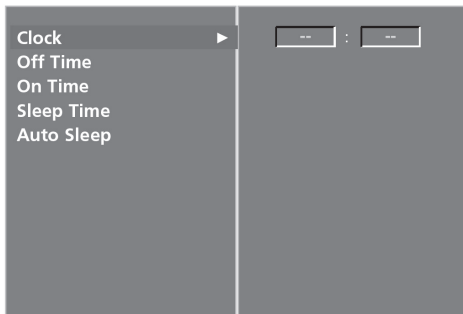 Clock ► -- : --
Off Time
On Time
Sleep Time
Auto Sleep